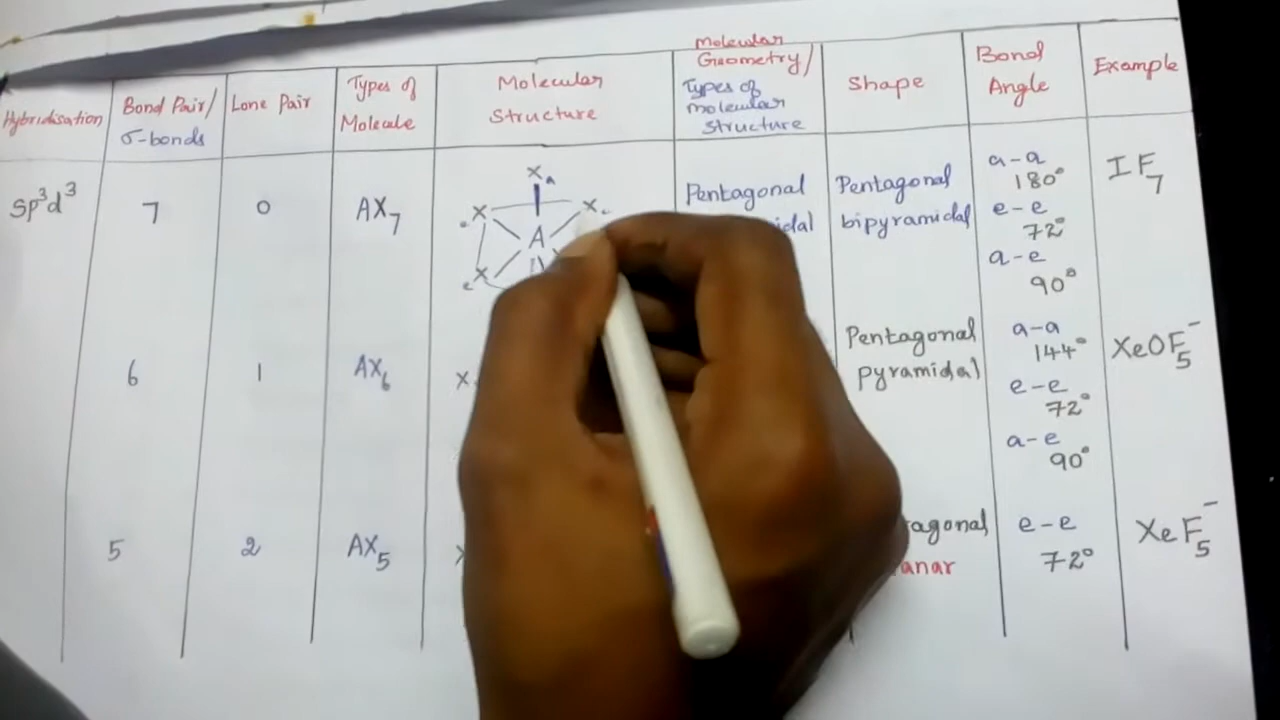 Hybridisation
Bond Pair/
σ-bonds
Lone Pair
Types of
Molecule
Molecular
Structure
Molecular
Geometry/
Types of
molecular
structure
Shape
Bond
Angle
Example
Sp³d³
7
0
AX₇
Xₐ
X
Xₑ
A
X
e
Pentagonal
Pentagonal
bipyramidal
a-a
180°
e-e
72°
a-e
90°
IF₇
6
1
AX₆
X
Pentagonal
pyramidal
a-a
144°
e-e
72°
a-e
90°
XeOF₅⁻
5
2
AX₅
e-e
72°
XeF₅⁻